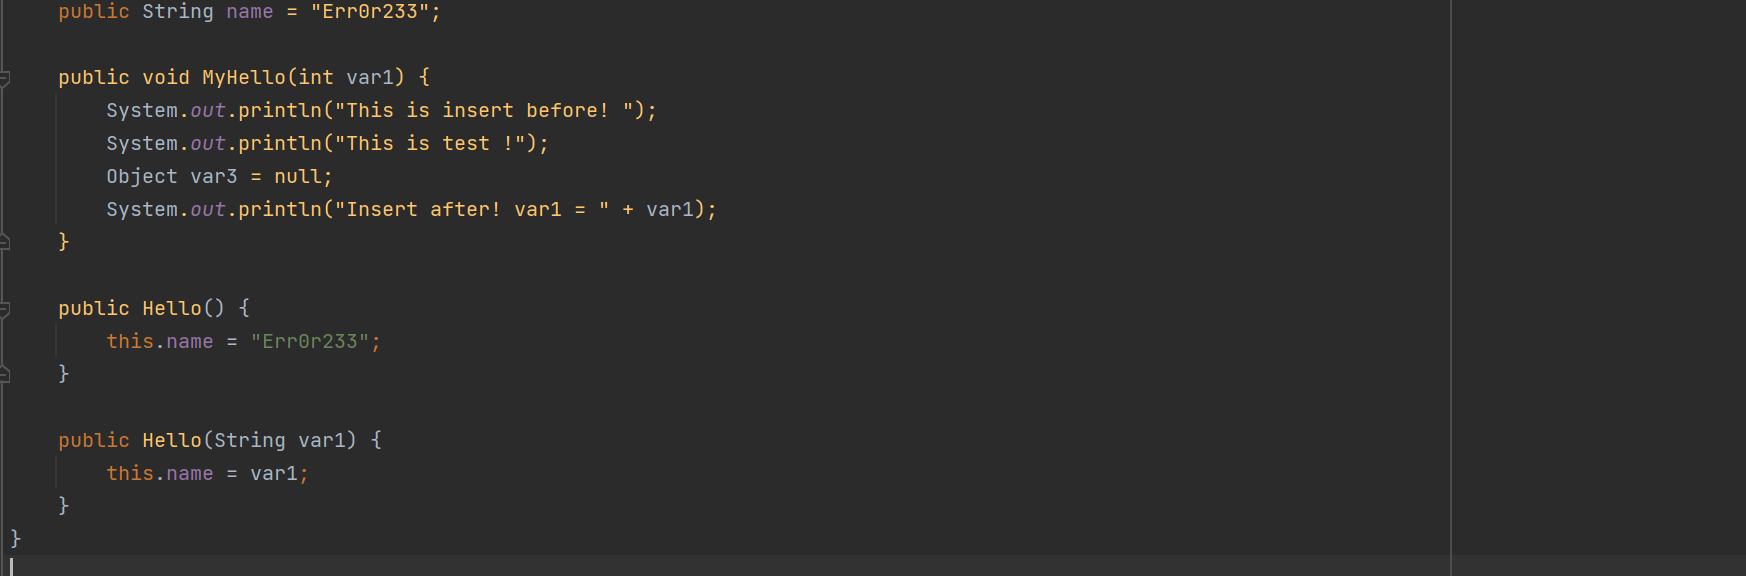 public String name = "Err0r233";
public void MyHello(int var1) {
System.out.println("This is insert before! ");
System.out.println("This is test !");
Object var3 = null;
System.out.println("Insert after! var1 = " + var1);
}
public Hello() {
this.name = "Err0r233";
}
public Hello(String var1) {
this.name = var1;
}
}